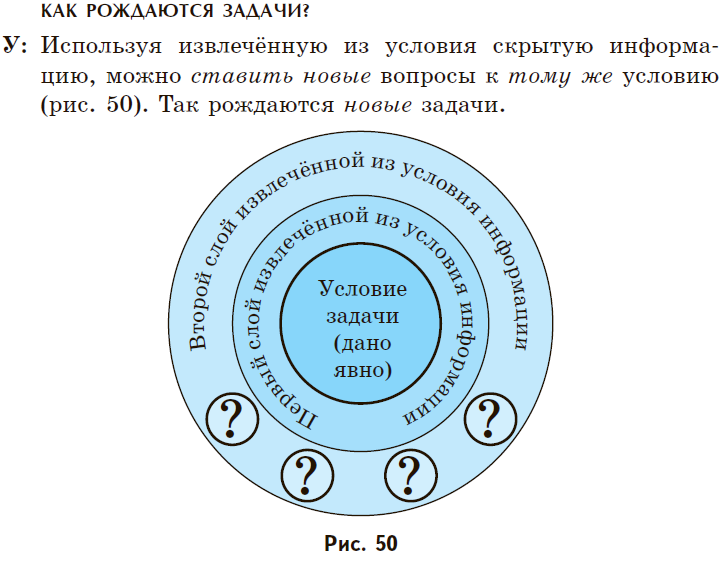 КАК РОЖДАЮТСЯ ЗАДАЧИ?
У: Используя извлечённую из условия скрытую информа-
цию, можно ставить новые вопросы к тому же условию
(рис. 50). Так рождаются новые задачи.
Второй слой извлечённой из условия информации
Первый слой извлечённой из условия информации
Условие
задачи
(дано
явно)
?
?
?
?
Рис. 50